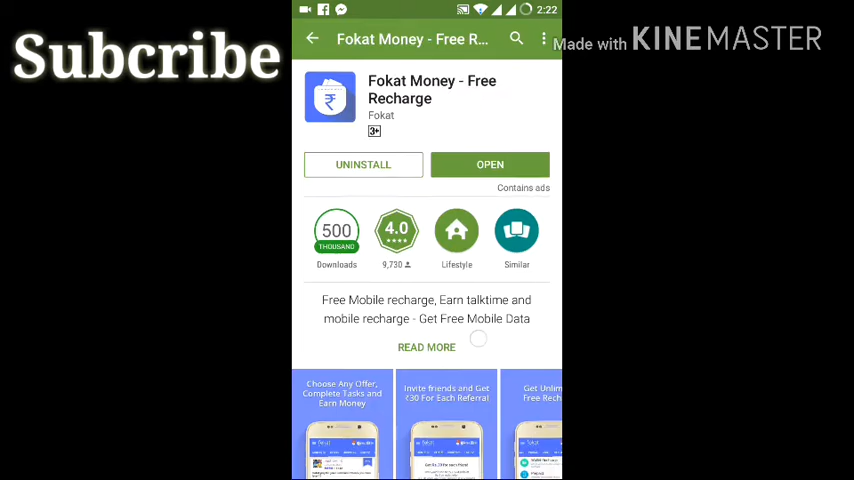 Subcribe
2:22
Fokat Money - Free R...
Made with KINEMASTER
Fokat Money - Free
Recharge
Fokat
3+
UNINSTALL
OPEN
Contains ads
500
THOUSAND
Downloads
4.0
9,730
Lifestyle
Similar
Free Mobile recharge, Earn talktime and
mobile recharge - Get Free Mobile Data
READ MORE
Choose Any Offer,
Complete Tasks and
Earn Money
Invite friends and Get
₹30 For Each Referral
Get Unlim
Free Rech